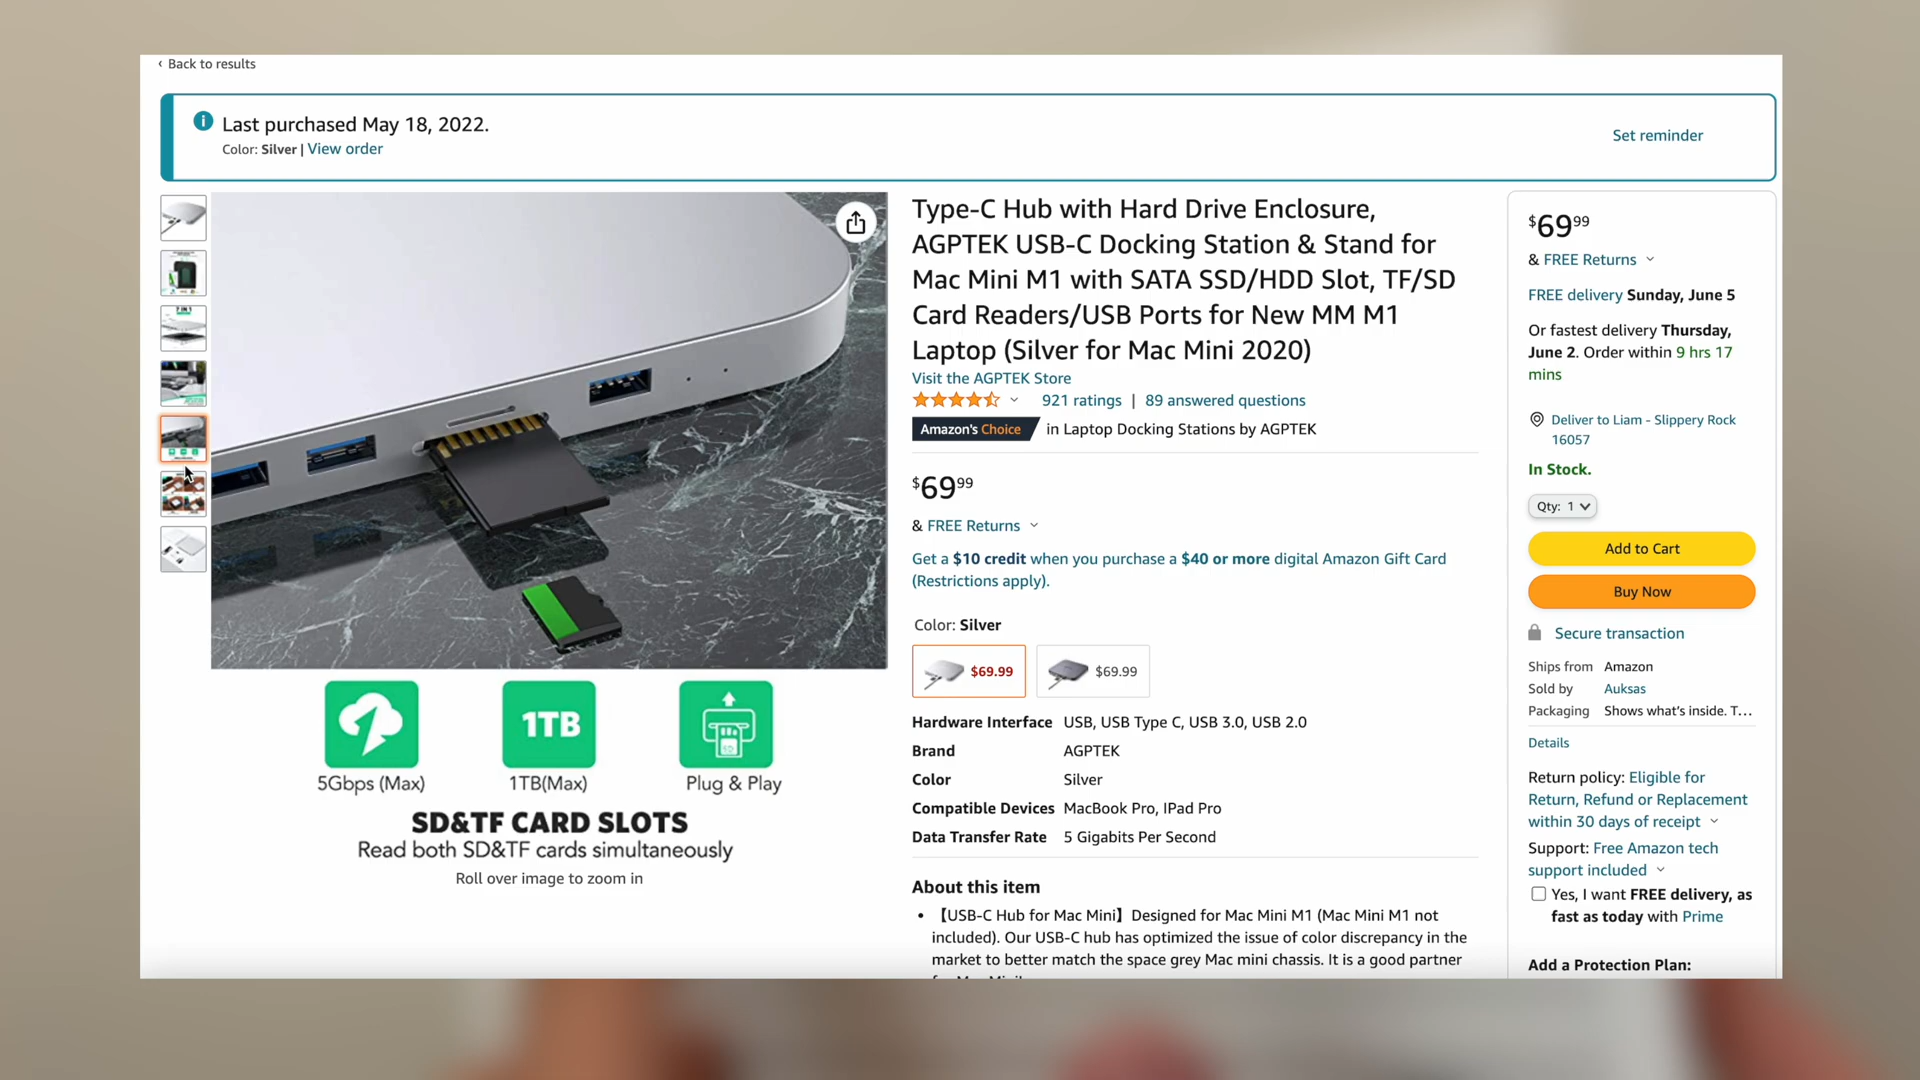 ‹ Back to results
Last purchased May 18, 2022.
Color: Silver | View order
Set reminder
Type-C Hub with Hard Drive Enclosure,
AGPTEK USB-C Docking Station & Stand for
Mac Mini M1 with SATA SSD/HDD Slot, TF/SD
Card Readers/USB Ports for New MM M1
Laptop (Silver for Mac Mini 2020)
Visit the AGPTEK Store
921 ratings | 89 answered questions
Amazon's Choice in Laptop Docking Stations by AGPTEK
$69.99
& FREE Returns
Get a $10 credit when you purchase a $40 or more digital Amazon Gift Card
(Restrictions apply).
Color: Silver
$69.99
$69.99
Hardware Interface USB, USB Type C, USB 3.0, USB 2.0
Brand AGPTEK
Color Silver
Compatible Devices MacBook Pro, IPad Pro
Data Transfer Rate 5 Gigabits Per Second
About this item
• 【USB-C Hub for Mac Mini】Designed for Mac Mini M1 (Mac Mini M1 not
included). Our USB-C hub has optimized the issue of color discrepancy in the
market to better match the space grey Mac mini chassis. It is a good partner
1TB
5Gbps (Max)
1TB(Max)
Plug & Play
SD&TF CARD SLOTS
Read both SD&TF cards simultaneously
Roll over image to zoom in
$69.99
& FREE Returns
FREE delivery Sunday, June 5
Or fastest delivery Thursday,
June 2. Order within 9 hrs 17
mins
Deliver to Liam - Slippery Rock
16057
In Stock.
Qty: 1
Add to Cart
Buy Now
Secure transaction
Ships from Amazon
Sold by Auksas
Packaging Shows what's inside. T…
Details
Return policy: Eligible for
Return, Refund or Replacement
within 30 days of receipt
Support: Free Amazon tech
support included
Yes, I want FREE delivery, as
fast as today with Prime
Add a Protection Plan: